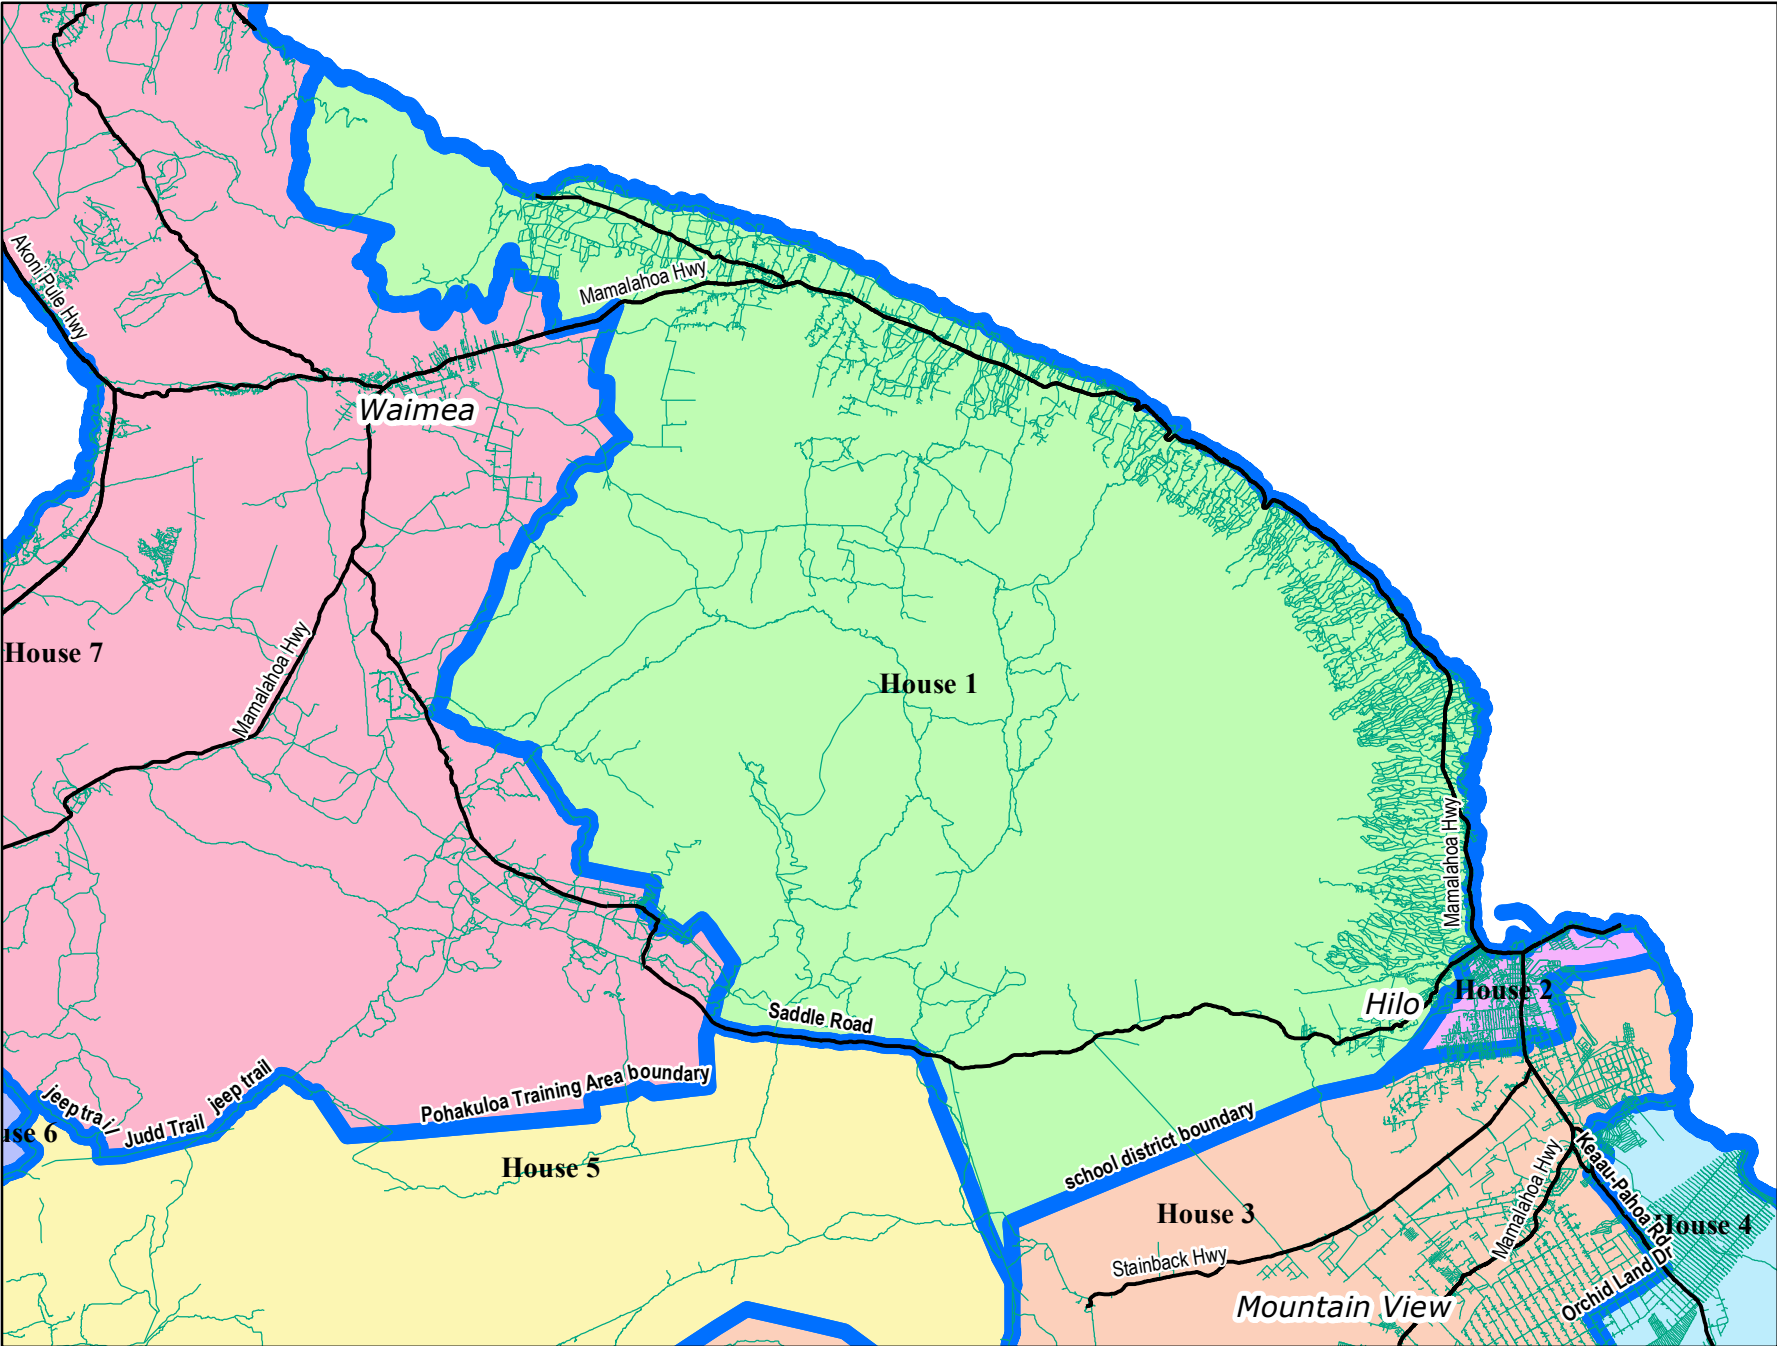 Akoni Pule Hwy
Mamalahoa Hwy
Waimea
House 7
Mamalahoa Hwy
House 1
Mamalahoa Hwy
House 2
Hilo
Saddle Road
Pohakuloa Training Area boundary
jeep trail
jeep trail
Judd Trail
use 6
House 5
school district boundary
House 3
Mamalahoa Hwy
Keaau-Pahoa Rd
House 4
Stainback Hwy
Orchid Land Dr
Mountain View